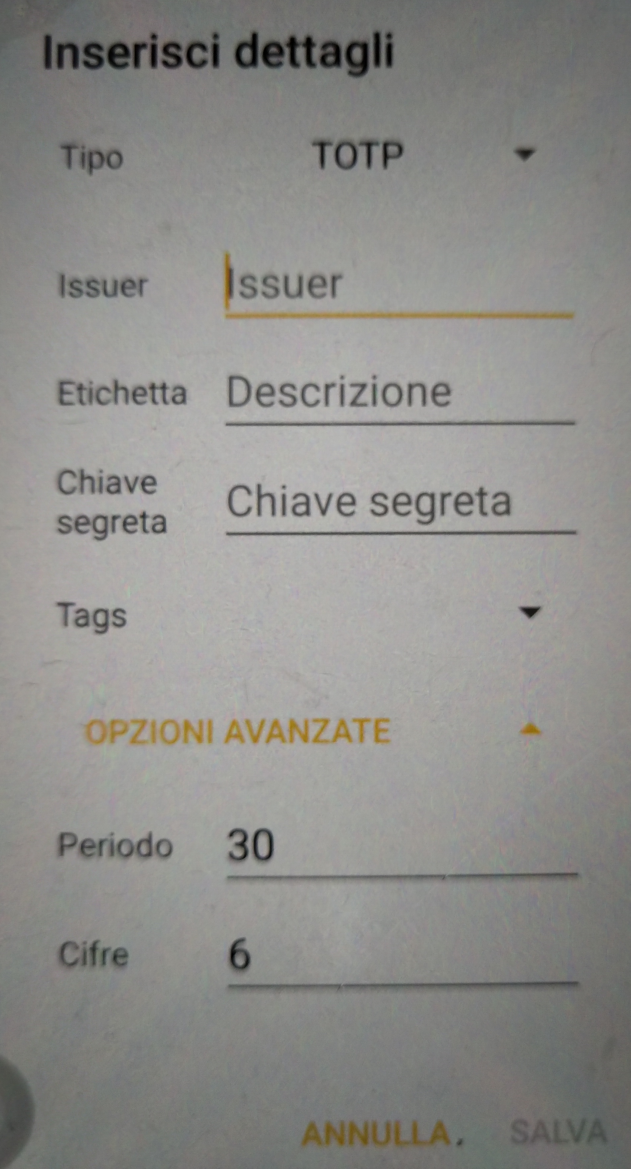 Inserisci dettagli
Tipo TOTP
Issuer Issuer
Etichetta Descrizione
Chiave segreta Chiave segreta
Tags
OPZIONI AVANZATE
Periodo 30
Cifre 6
ANNULLA SALVA